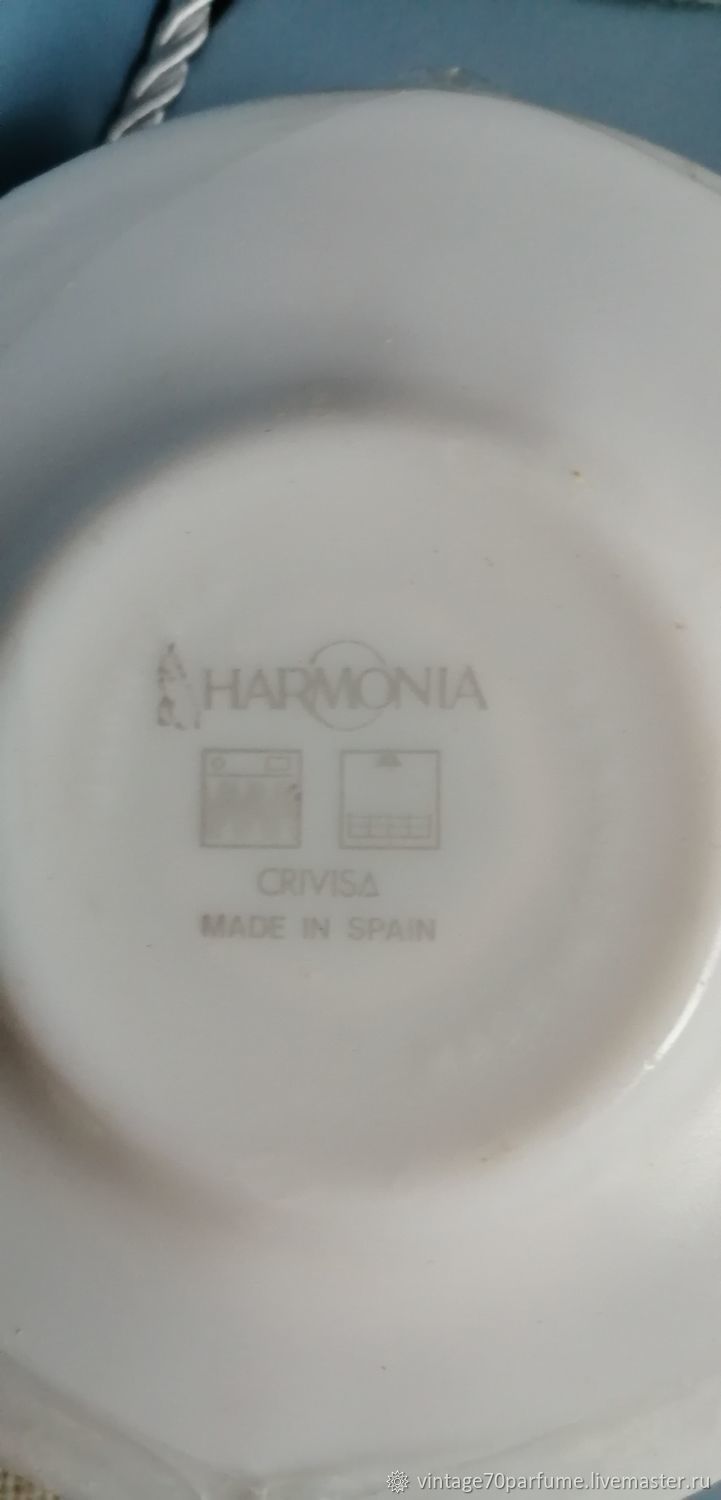 HARMONIA
CRIVISA
MADE IN SPAIN
vintage70parfume.livemaster.ru